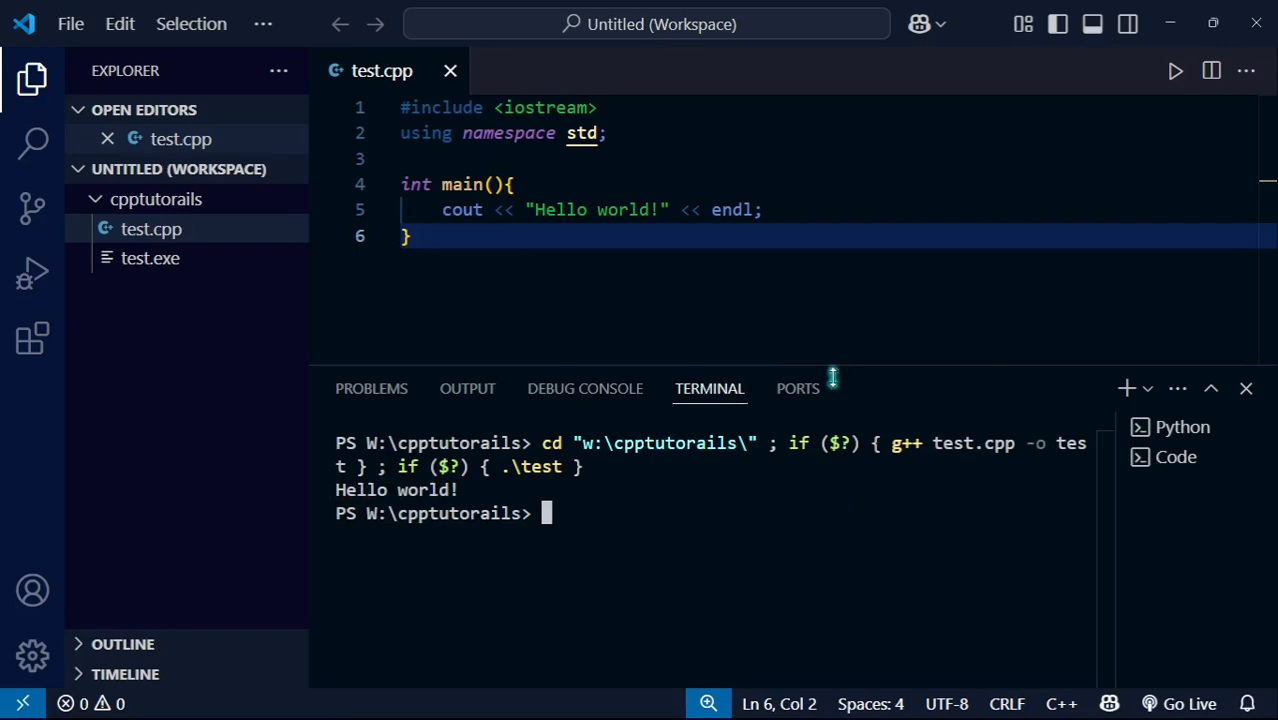 File Edit Selection ···
Untitled (Workspace)
EXPLORER ···
OPEN EDITORS
test.cpp
UNTITLED (WORKSPACE)
cpptutorails
test.cpp
test.exe
OUTLINE
TIMELINE
test.cpp
1 #include <iostream>
2 using namespace std;
3
4 int main(){
5 cout << "Hello world!" << endl;
6 }
PROBLEMS OUTPUT DEBUG CONSOLE TERMINAL PORTS
PS W:\cpptutorails> cd "w:\cpptutorails\" ; if ($?) { g++ test.cpp -o tes
t } ; if ($?) { .\test }
Hello world!
PS W:\cpptutorails>
Python
Code
0 0 Ln 6, Col 2 Spaces: 4 UTF-8 CRLF C++ Go Live